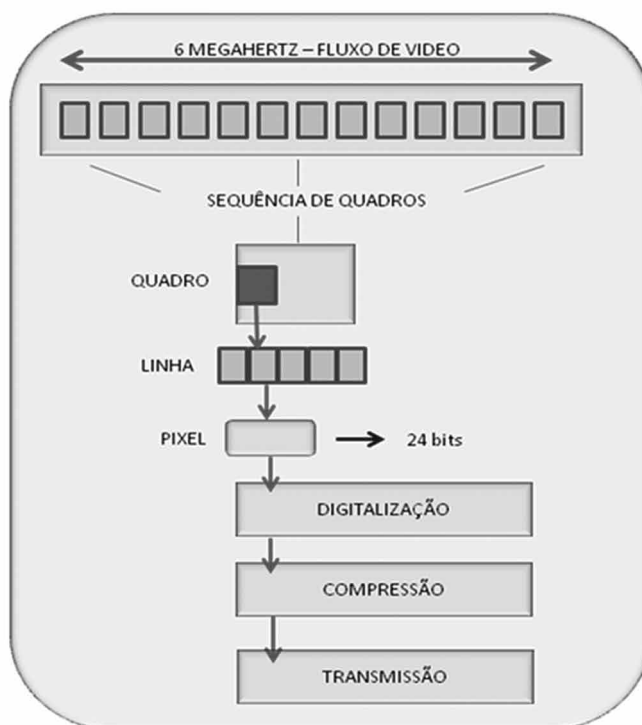 6 MEGAHERTZ – FLUXO DE VIDEO
SEQUÊNCIA DE QUADROS
QUADRO
LINHA
PIXEL
24 bits
DIGITALIZAÇÃO
COMPRESSÃO
TRANSMISSÃO